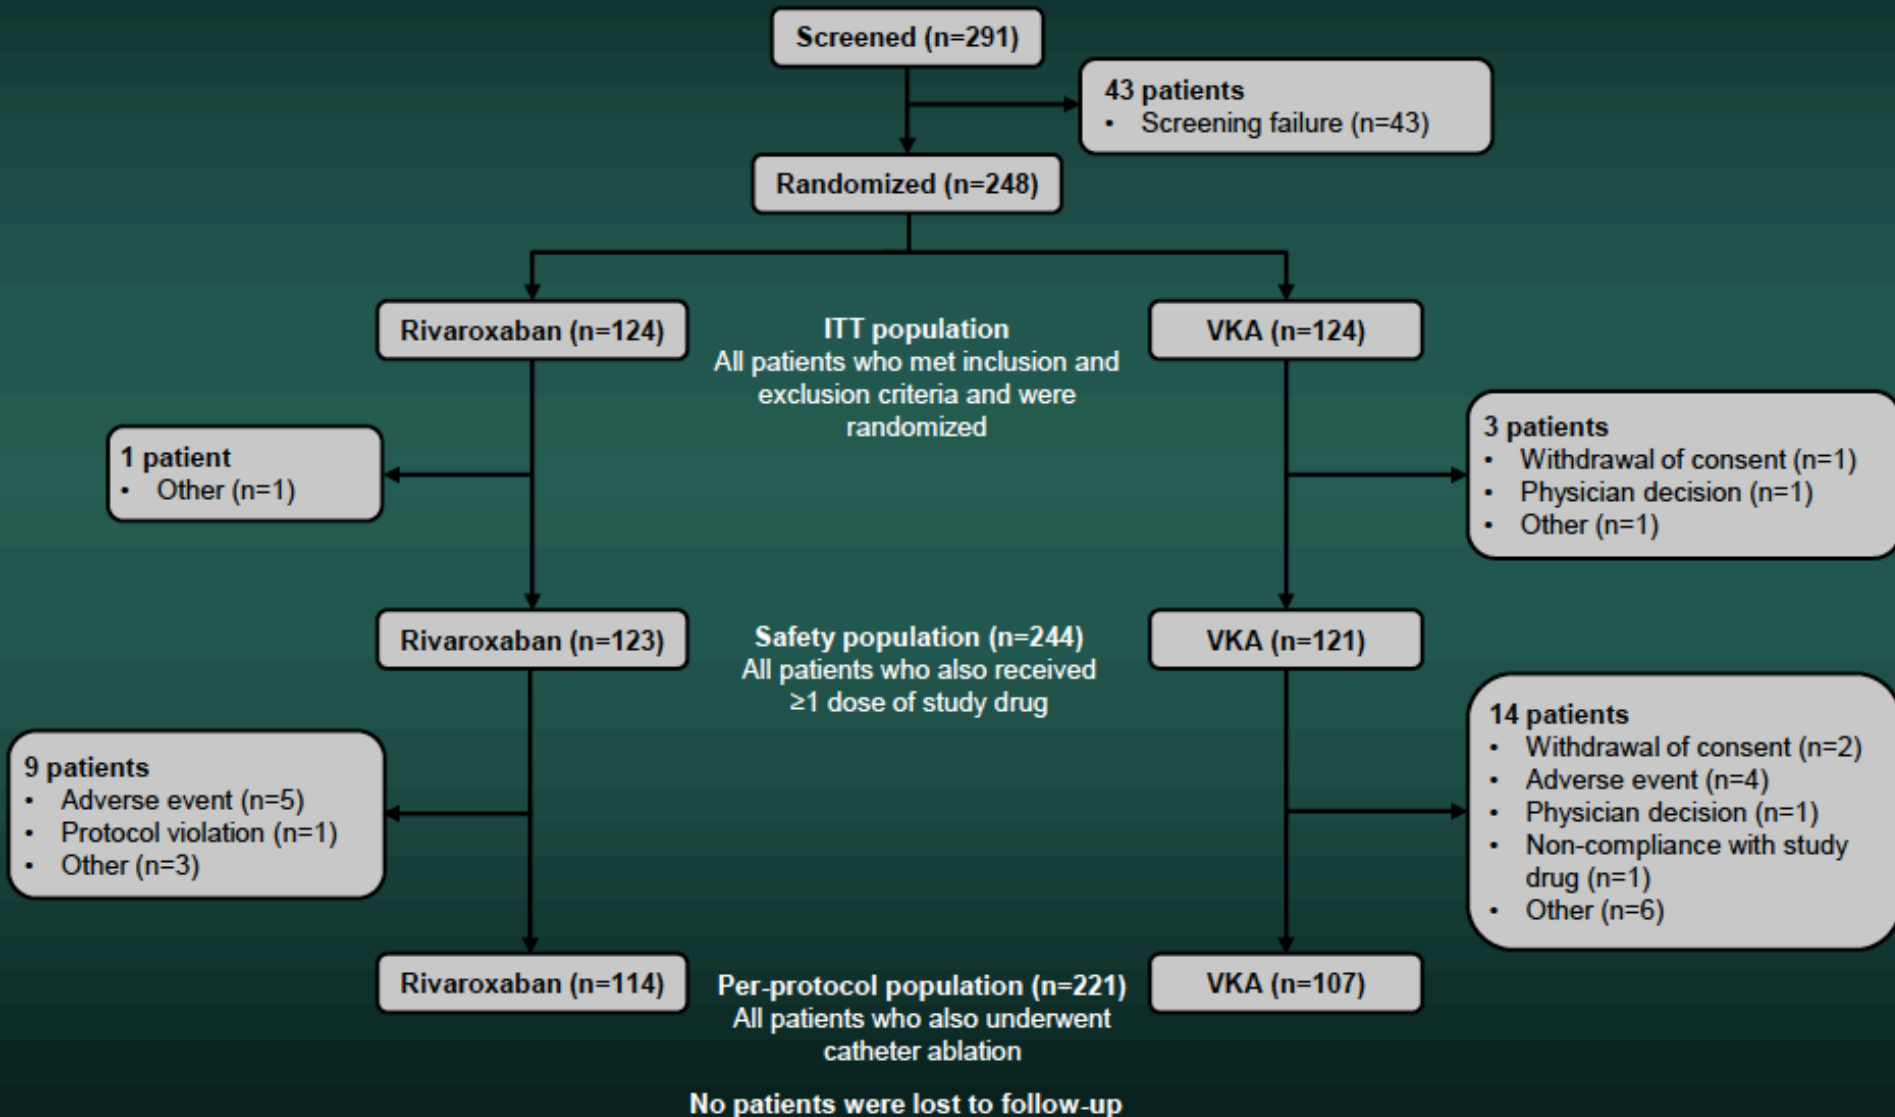 Screened (n=291)
43 patients
• Screening failure (n=43)
Randomized (n=248)
Rivaroxaban (n=124)
ITT population
All patients who met inclusion and
exclusion criteria and were
randomized
VKA (n=124)
1 patient
• Other (n=1)
3 patients
• Withdrawal of consent (n=1)
• Physician decision (n=1)
• Other (n=1)
Rivaroxaban (n=123)
Safety population (n=244)
All patients who also received
≥1 dose of study drug
VKA (n=121)
9 patients
• Adverse event (n=5)
• Protocol violation (n=1)
• Other (n=3)
14 patients
• Withdrawal of consent (n=2)
• Adverse event (n=4)
• Physician decision (n=1)
• Non-compliance with study
drug (n=1)
• Other (n=6)
Rivaroxaban (n=114)
Per-protocol population (n=221)
All patients who also underwent
catheter ablation
VKA (n=107)
No patients were lost to follow-up